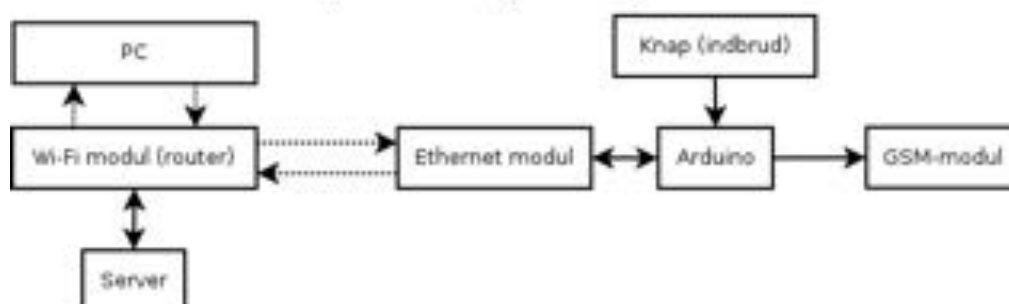 PC
Knap (indbrud)
Wi-Fi modul (router)
Ethernet modul
Arduino
GSM-modul
Server